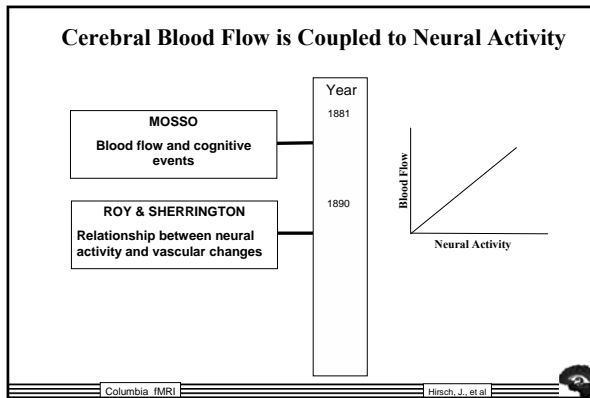 Cerebral Blood Flow is Coupled to Neural Activity
MOSSO
Blood flow and cognitive
events
ROY & SHERRINGTON
Relationship between neural
activity and vascular changes
Year
1881
1890
Blood Flow
Neural Activity
Columbia fMRI
Hirsch, J., et al